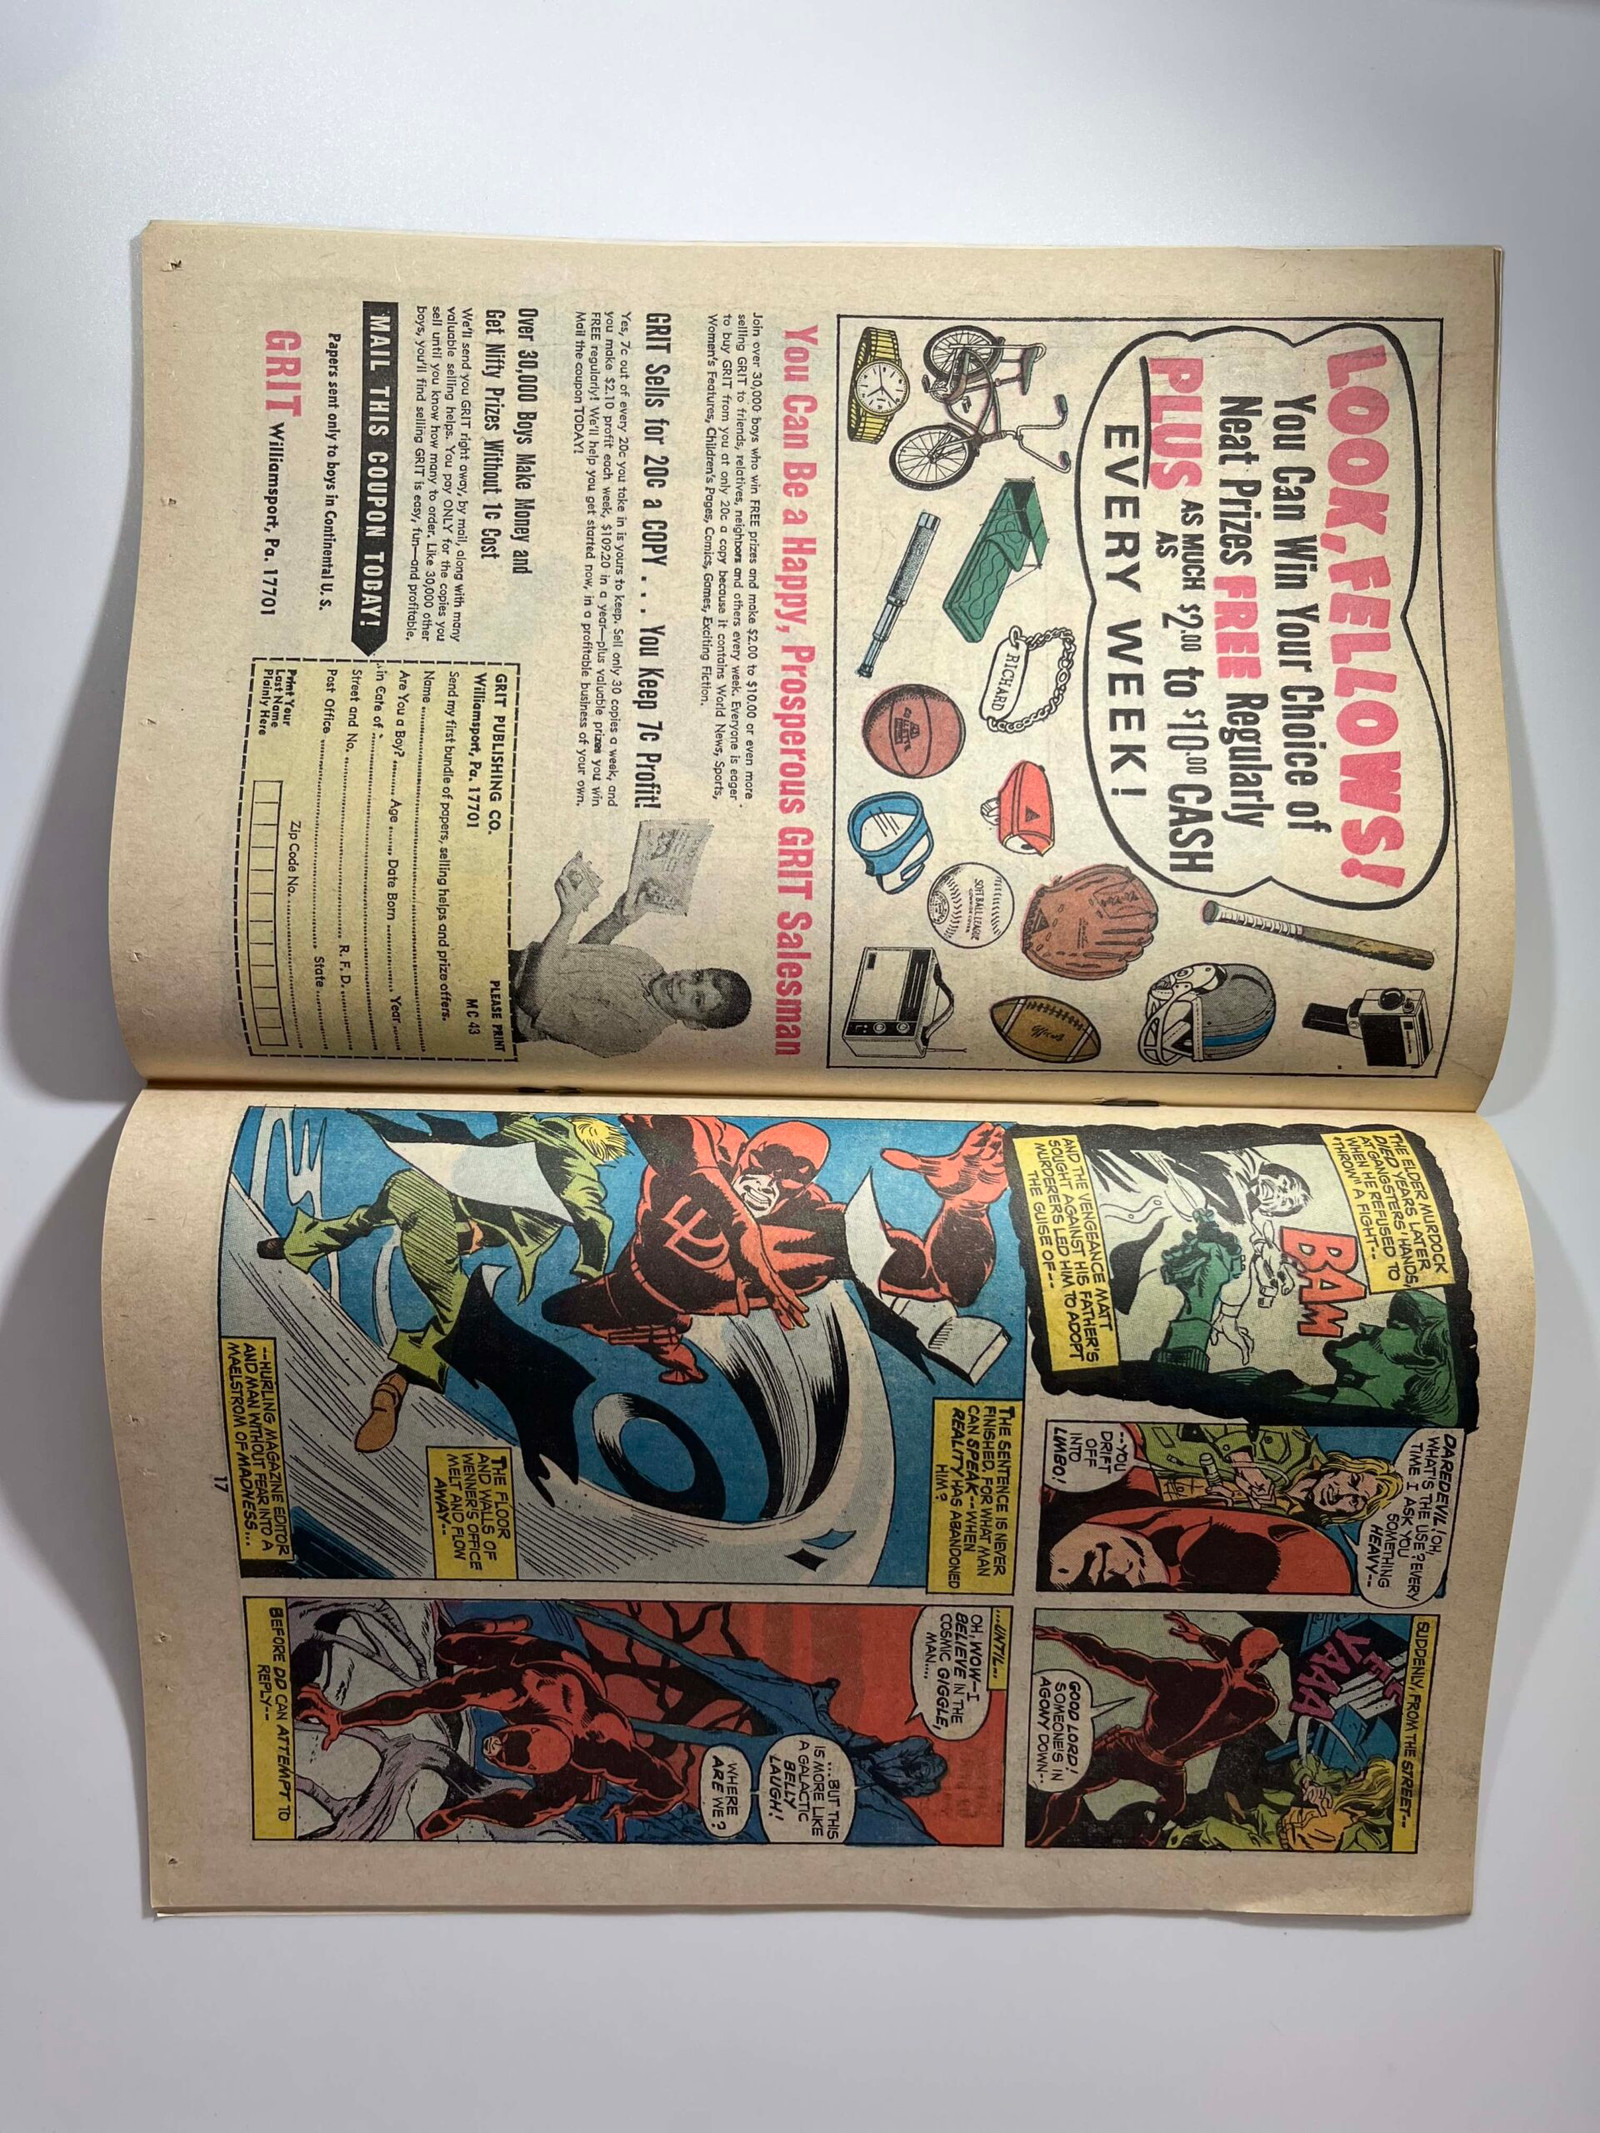 LOOK, FELLOWS!
You Can Win Your Choice of
Neat Prizes FREE Regularly
PLUS AS MUCH AS $2.00 to $10.00 CASH
EVERY WEEK!
RICHARD
SOFTBALL LEAGUE
You Can Be a Happy, Prosperous GRIT Salesman
Join over 30,000 boys who win FREE prizes and make $2.00 to $10.00 or even more
selling GRIT to friends, relatives, neighbors and others every week. Everyone is eager
to buy GRIT from you at only 20c a copy because it contains World News, Sports,
Women's Features, Children's Pages, Comics, Games, Exciting Fiction.
GRIT Sells for 20c a COPY . . . You Keep 7c Profit!
Yes, 7c out of every 20c you take in is yours to keep. Sell only 30 copies a week, and
you make $2.10 profit each week, $109.20 in a year—plus valuable prizes you win
FREE regularly! We'll help you get started now, in a profitable business of your own.
Mail the coupon TODAY!
Over 30,000 Boys Make Money and
Get Nifty Prizes Without 1c Cost
We'll send you GRIT right away, by mail, along with many
valuable selling helps. You pay ONLY for the copies you
sell until you know how many to order. Like 30,000 other
boys, you'll find selling GRIT is easy, fun—and profitable.
MAIL THIS COUPON TODAY!
Papers sent only to boys in Continental U. S.
GRIT Williamsport, Pa. 17701
GRIT PUBLISHING CO.
Williamsport, Pa. 17701
PLEASE PRINT
MC 43
Send my first bundle of papers, selling helps and prize offers.
Name
Are You a Boy? Age Date Born Year
in Care of
Street and No. R. F. D.
Post Office State
Zip Code No.
Print Your
Last Name
Plainly Here
THE ELDER MURDOCK
DIED YEARS LATER
AT GANGSTERS' HANDS,
WHEN HE REFUSED TO
"THROW" A FIGHT--
BAM
AND THE VENGEANCE MATT
SOUGHT AGAINST HIS FATHER'S
MURDERERS LED HIM TO ADOPT
THE GUISE OF--
DAREDEVIL! OH,
WHAT'S THE USE? EVERY
TIME I ASK YOU
SOMETHING
HEAVY--
--YOU
DRIFT
OFF
INTO
LIMBO!
SUDDENLY, FROM THE STREET--
GOOD LORD!
SOMEONE'S IN
AGONY DOWN--
THE SENTENCE IS NEVER
FINISHED, FOR WHAT MAN
CAN SPEAK--WHEN
REALITY HAS ABANDONED
HIM?
THE FLOOR
AND WALLS OF
WENNER'S OFFICE
MELT AND FLOW
AWAY--
--HURLING MAGAZINE EDITOR
AND MAN WITHOUT FEAR INTO A
MAELSTROM OF MADNESS...
...UNTIL...
OH, WOW--I
BELIEVE IN THE
COSMIC GIGGLE,
MAN....
...BUT THIS
IS MORE LIKE
A GALACTIC
BELLY
LAUGH!
WHERE
ARE WE?
BEFORE DD CAN ATTEMPT TO
REPLY--
17